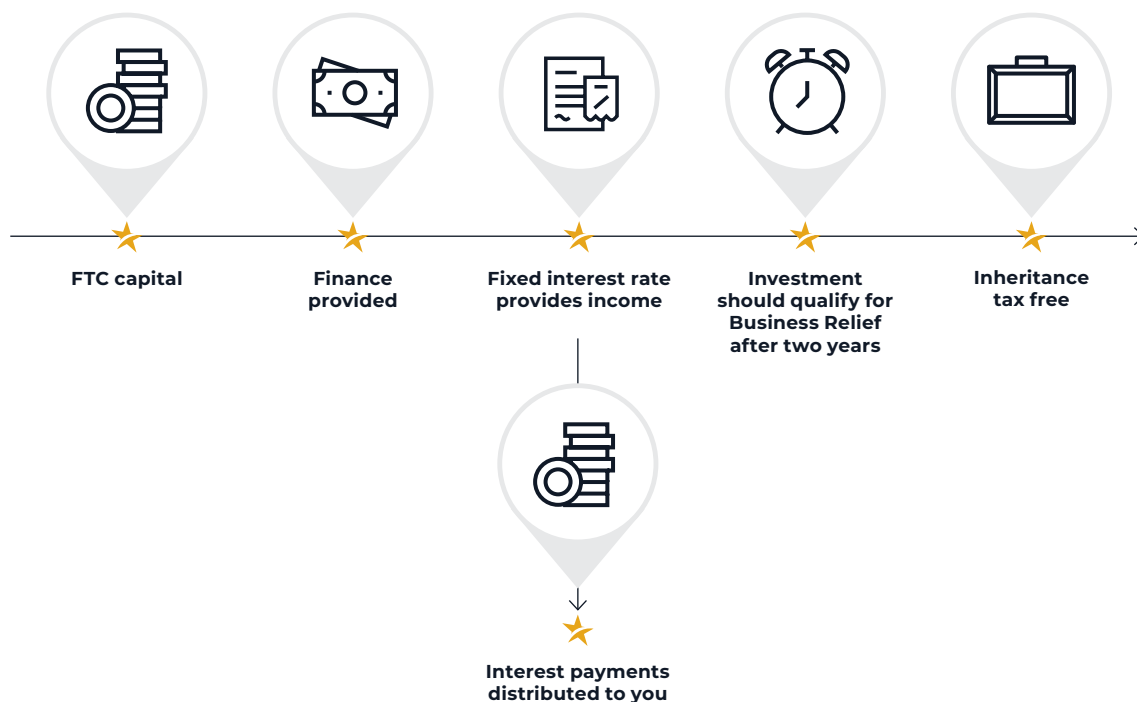 FTC capital
Finance
provided
Fixed interest rate
provides income
Investment
should qualify for
Business Relief
after two years
Inheritance
tax free
Interest payments
distributed to you